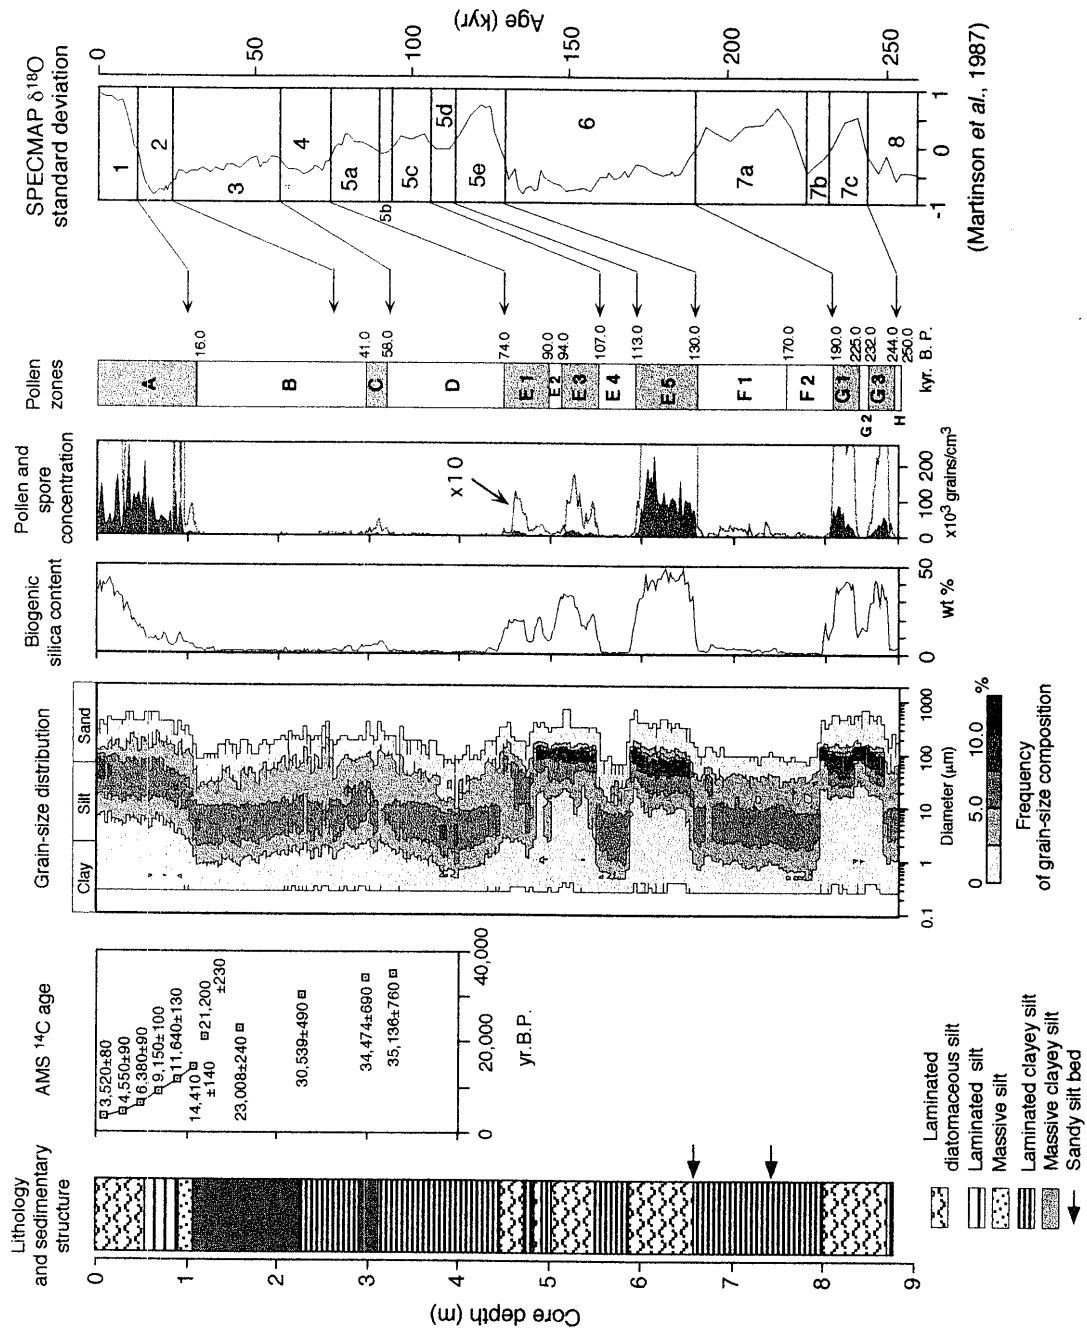 Lithology
and sedimentary
structure
Core depth (m)
0
1
2
3
4
5
6
7
8
9
Laminated
diatomaceous silt
Laminated silt
Massive silt
Laminated clayey silt
Massive clayey silt
Sandy silt bed
AMS ¹⁴C age
3,520±80
4,550±90
6,380±90
9,150±100
11,640±130
14,410
±140
21,200
±230
23,008±240
30,539±490
34,474±690
35,136±760
0
20,000
40,000
yr.B.P.
Grain-size distribution
Clay
Silt
Sand
0.1
1
10
100
1000
Diameter (μm)
0
5.0
10.0
%
Frequency
of grain-size composition
Biogenic
silica content
0
50
wt %
Pollen and
spore
concentration
x10
0
100
200
x10³ grains/cm³
Pollen
zones
A
B
C
D
E 1
E 2
E 3
E 4
E 5
F 1
F 2
G 1
G 2
G 3
H
16.0
41.0
58.0
74.0
90.0
94.0
107.0
113.0
130.0
170.0
190.0
225.0
232.0
244.0
250.0
kyr. B. P.
SPECMAP δ¹⁸O
standard deviation
1
2
3
4
5a
5b
5c
5d
5e
6
7a
7b
7c
8
-1
0
1
0
50
100
150
200
250
Age (kyr)
(Martinson et al., 1987)